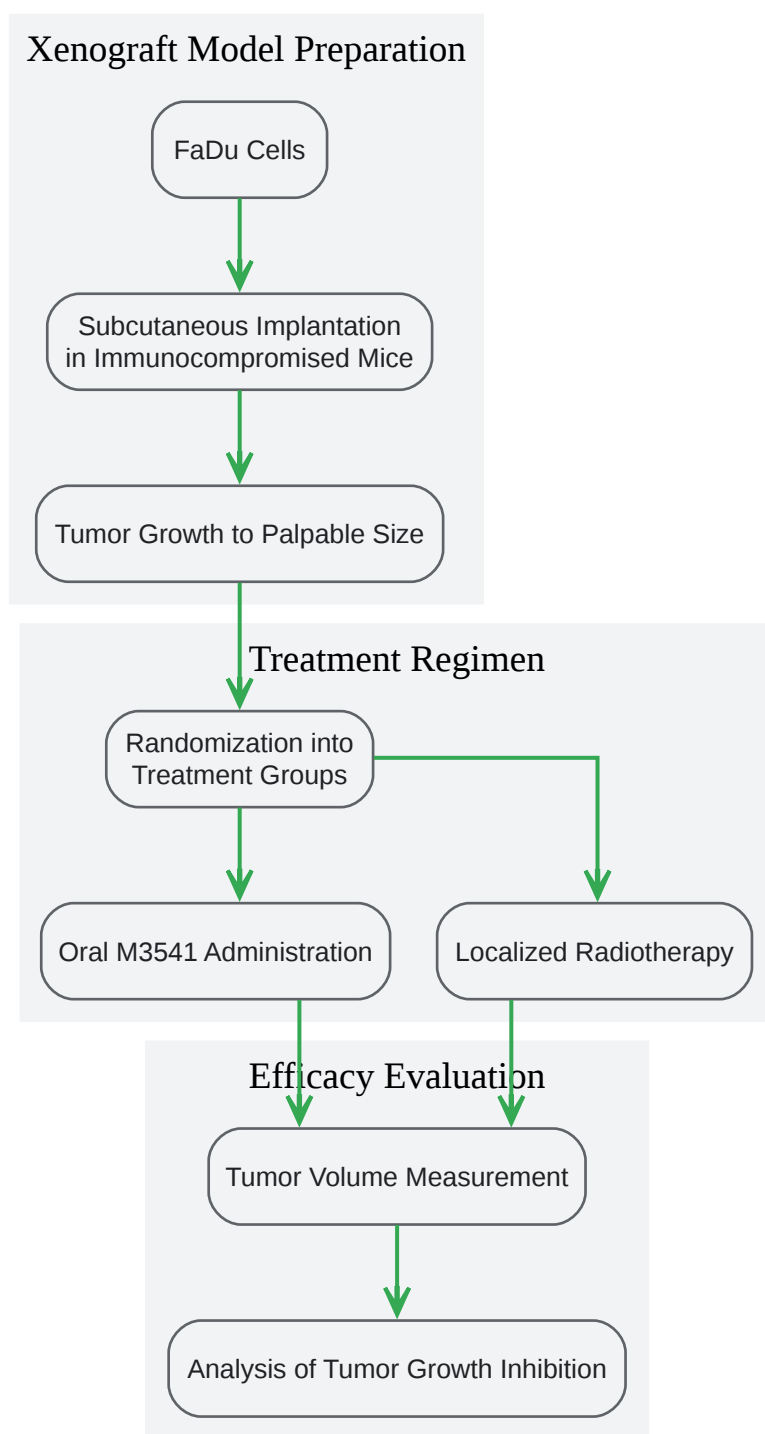 Xenograft Model Preparation
FaDu Cells
Subcutaneous Implantation
in Immunocompromised Mice
Tumor Growth to Palpable Size
Treatment Regimen
Randomization into
Treatment Groups
Oral M3541 Administration
Localized Radiotherapy
Efficacy Evaluation
Tumor Volume Measurement
Analysis of Tumor Growth Inhibition